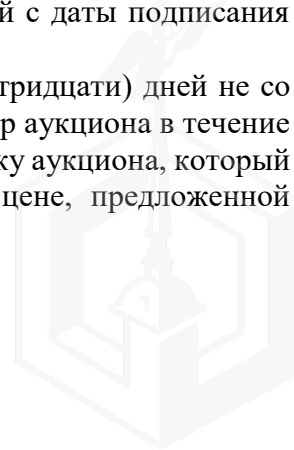 й с даты подписания
тридцати) дней не со
р аукциона в течение
ку аукциона, который
цене, предложенной